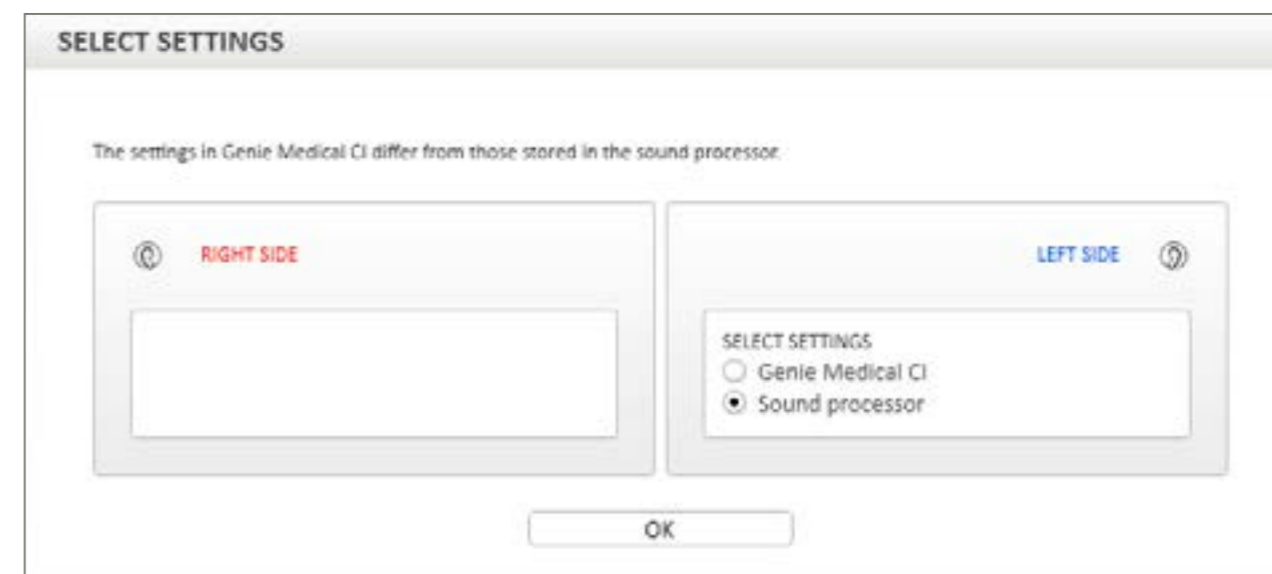 SELECT SETTINGS
The settings in Genie Medical CI differ from those stored in the sound processor.
RIGHT SIDE
LEFT SIDE
SELECT SETTINGS
Genie Medical CI
Sound processor
OK